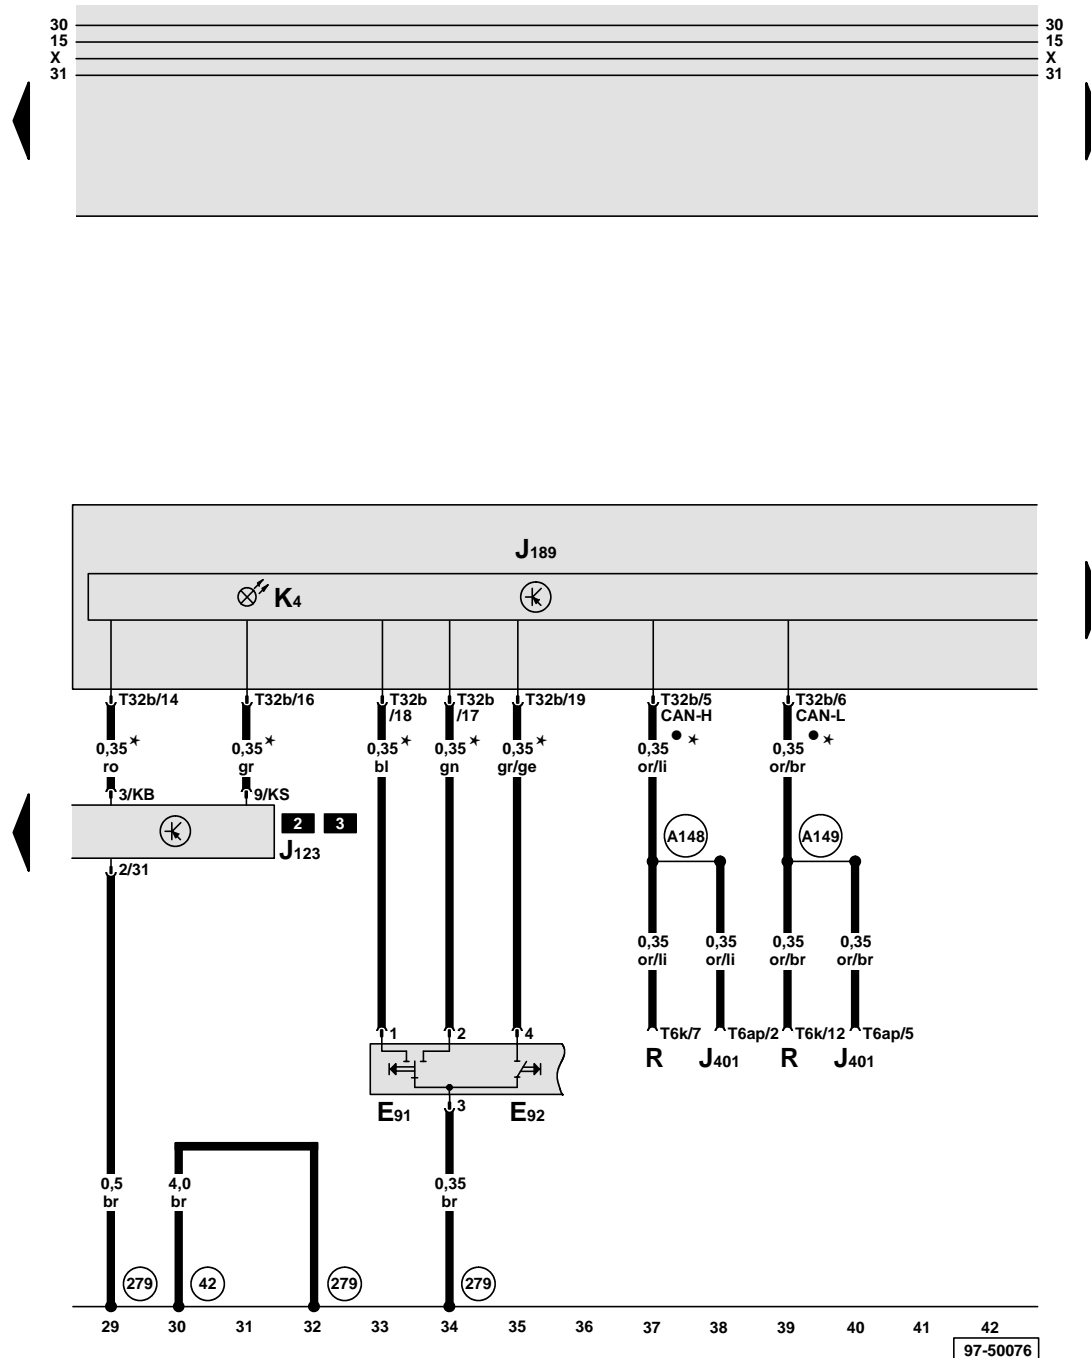 30 30
15 15
X X
31 31
J189
K4
T32b/14 T32b/16 T32b T32b T32b/19 T32b/5 T32b/6
/18 /17 CAN-H CAN-L
0,35* 0,35* 0,35* 0,35* 0,35* 0,35 ● * 0,35 ● *
ro gr bl gn gr/ge or/li or/br
3/KB 9/KS
2 3
J123
A148 A149
2/31
0,35 0,35 0,35 0,35
or/li or/li or/br or/br
1 2 4 T6k/7 T6ap/2 T6k/12 T6ap/5
R J401 R J401
E91 3 E92
0,5 4,0 0,35
br br br
279 42 279 279
29 30 31 32 33 34 35 36 37 38 39 40 41 42
97-50076